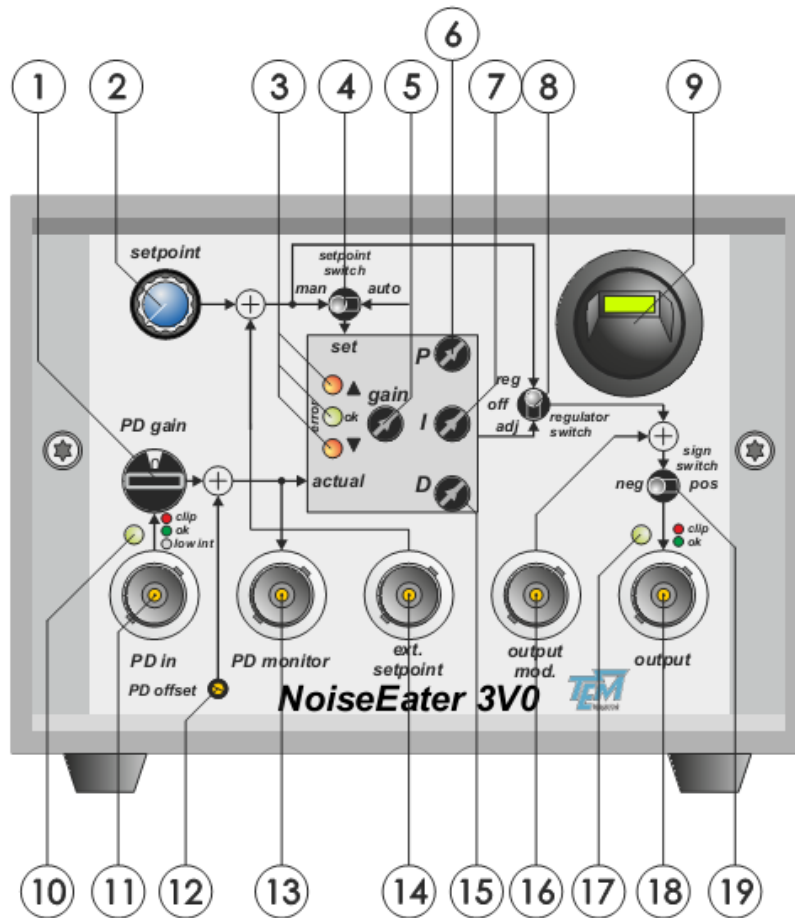 1 2 3 4 5 6 7 8 9
setpoint
setpoint
switch
man auto
set
P
gain
error
ok
I
reg
off
adj
regulator
switch
sign
switch
neg pos
PD gain
0
actual
D
clip
ok
low int
clip
ok
PD in
PD monitor
ext.
setpoint
output
mod.
output
PD offset
NoiseEater 3V0
TEM
10 11 12 13 14 15 16 17 18 19